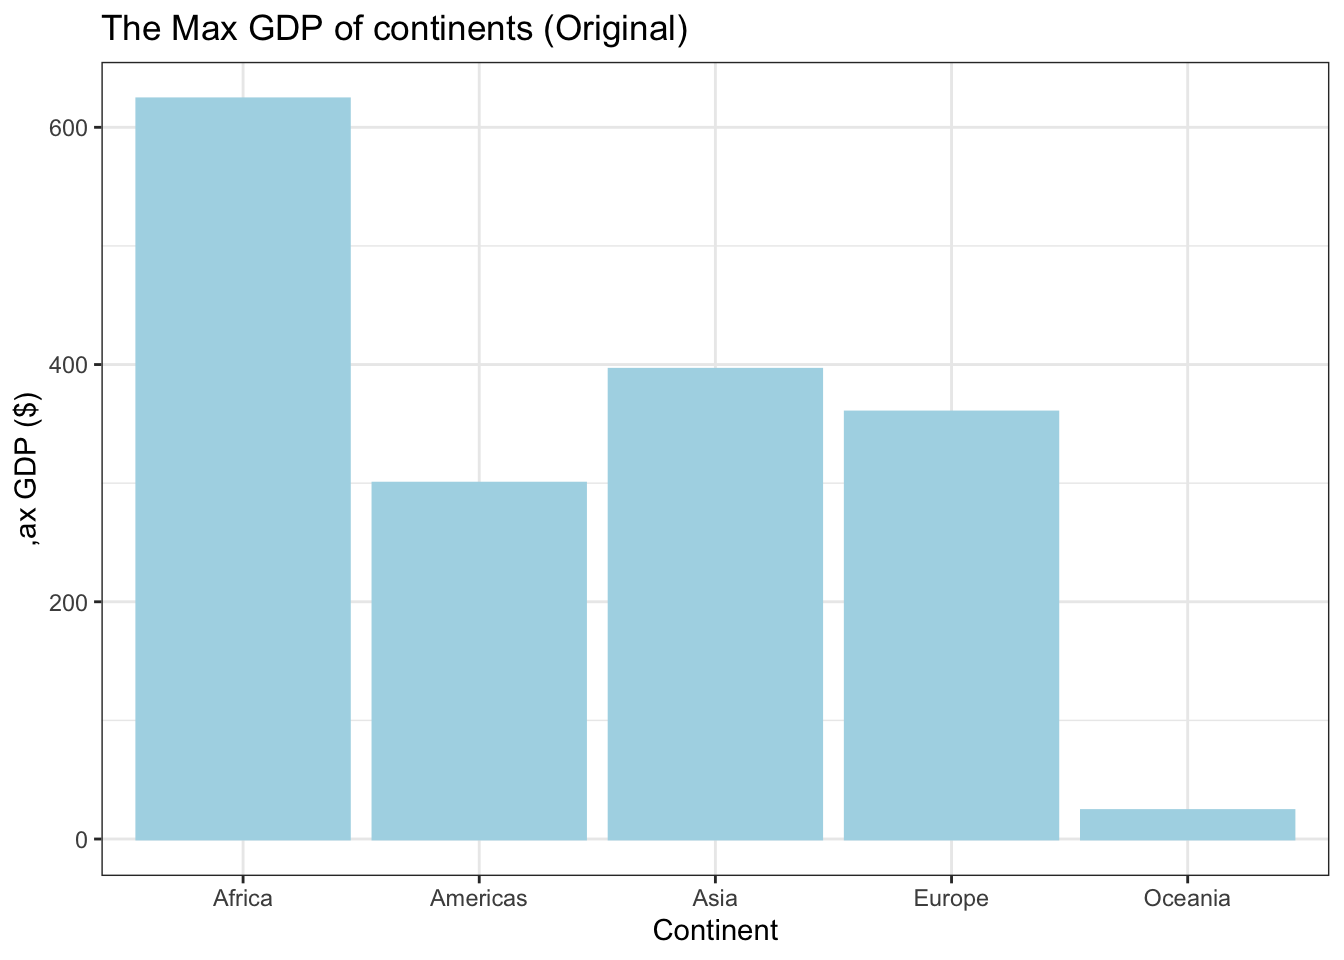 The Max GDP of continents (Original)
,ax GDP ($)
600
400
200
0
Africa Americas Asia Europe Oceania
Continent